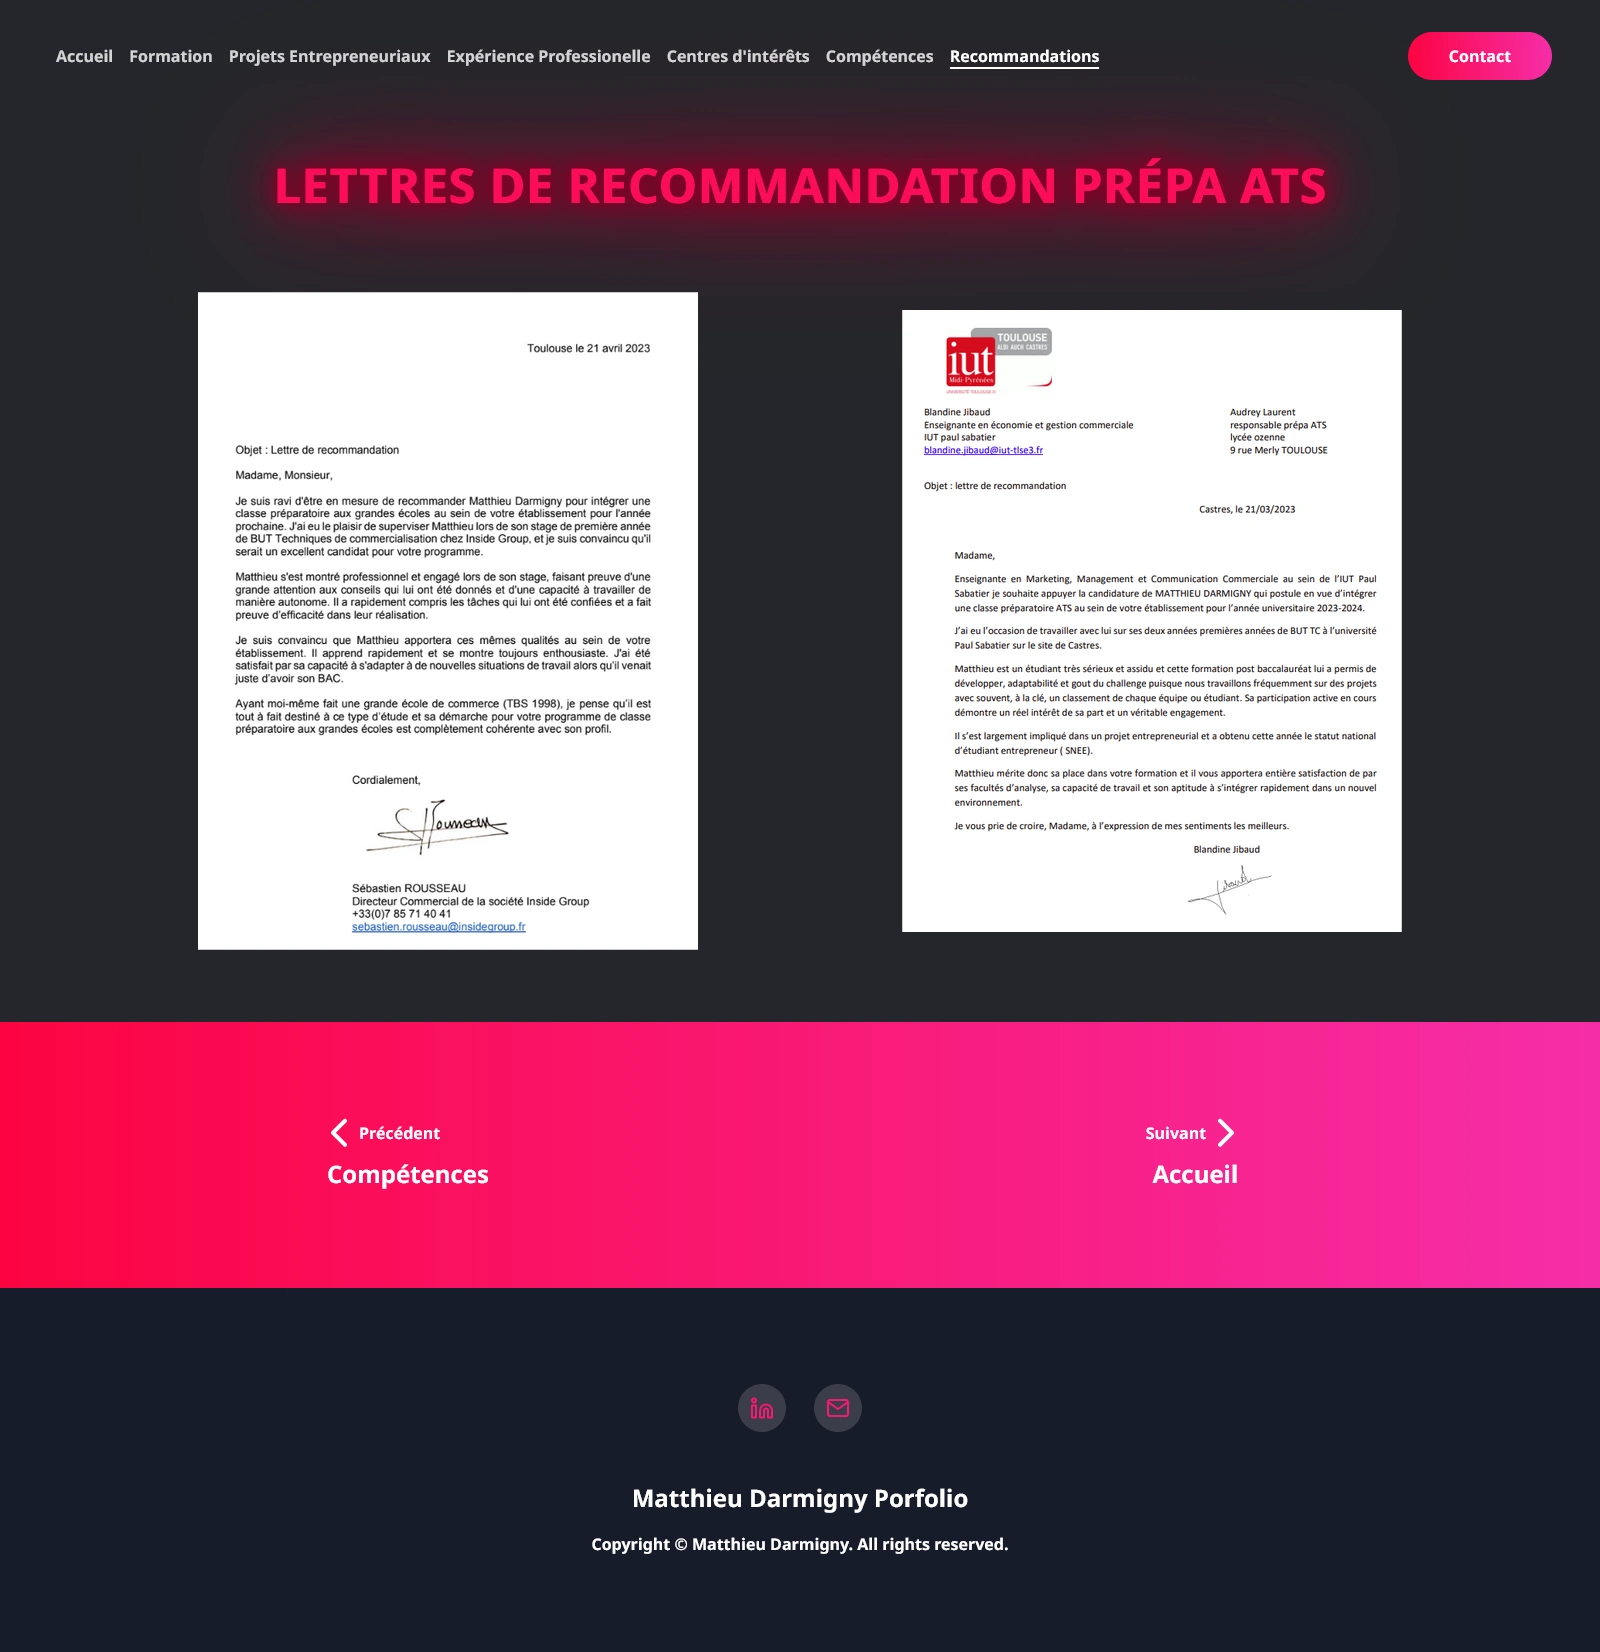 Accueil Formation Projets Entrepreneuriaux Expérience Professionelle Centres d'intérêts Compétences Recommandations Contact
LETTRES DE RECOMMANDATION PRÉPA ATS
Toulouse le 21 avril 2023
Objet : Lettre de recommandation
Madame, Monsieur,
Je suis ravi d'être en mesure de recommander Matthieu Darmigny pour intégrer une
classe préparatoire aux grandes écoles au sein de votre établissement pour l'année
prochaine. J'ai eu le plaisir de superviser Matthieu lors de son stage de première année
de BUT Techniques de commercialisation chez Inside Group, et je suis convaincu qu'il
serait un excellent candidat pour votre programme.
Matthieu s'est montré professionnel et engagé lors de son stage, faisant preuve d'une
grande attention aux conseils qui lui ont été donnés et d'une capacité à travailler de
manière autonome. Il a rapidement compris les tâches qui lui ont été confiées et a fait
preuve d'efficacité dans leur réalisation.
Je suis convaincu que Matthieu apportera ces mêmes qualités au sein de votre
établissement. Il apprend rapidement et se montre toujours enthousiaste. J'ai été
satisfait par sa capacité à s'adapter à de nouvelles situations de travail alors qu'il venait
juste d'avoir son BAC.
Ayant moi-même fait une grande école de commerce (TBS 1998), je pense qu'il est
tout à fait destiné à ce type d'étude et sa démarche pour votre programme de classe
préparatoire aux grandes écoles est complètement cohérente avec son profil.
Cordialement,
Sébastien ROUSSEAU
Directeur Commercial de la société Inside Group
+33(0)7 85 71 40 41
sebastien.rousseau@insidegroup.fr
TOULOUSE
ALBI AUCH CASTRES
iut
Midi-Pyrénées
UNIVERSITÉ TOULOUSE III
Blandine Jibaud
Enseignante en économie et gestion commerciale
IUT paul sabatier
blandine.jibaud@iut-tlse3.fr
Audrey Laurent
responsable prépa ATS
lycée ozenne
9 rue Merly TOULOUSE
Objet : lettre de recommandation
Castres, le 21/03/2023
Madame,
Enseignante en Marketing, Management et Communication Commerciale au sein de l'IUT Paul
Sabatier je souhaite appuyer la candidature de MATTHIEU DARMIGNY qui postule en vue d'intégrer
une classe préparatoire ATS au sein de votre établissement pour l'année universitaire 2023-2024.
J'ai eu l'occasion de travailler avec lui sur ses deux années premières années de BUT TC à l'université
Paul Sabatier sur le site de Castres.
Matthieu est un étudiant très sérieux et assidu et cette formation post baccalauréat lui a permis de
développer, adaptabilité et gout du challenge puisque nous travaillons fréquemment sur des projets
avec souvent, à la clé, un classement de chaque équipe ou étudiant. Sa participation active en cours
démontre un réel intérêt de sa part et un véritable engagement.
Il s'est largement impliqué dans un projet entrepreneurial et a obtenu cette année le statut national
d'étudiant entrepreneur ( SNEE).
Matthieu mérite donc sa place dans votre formation et il vous apportera entière satisfaction de par
ses facultés d'analyse, sa capacité de travail et son aptitude à s'intégrer rapidement dans un nouvel
environnement.
Je vous prie de croire, Madame, à l'expression de mes sentiments les meilleurs.
Blandine Jibaud
Précédent
Compétences
Suivant
Accueil
Matthieu Darmigny Porfolio
Copyright © Matthieu Darmigny. All rights reserved.